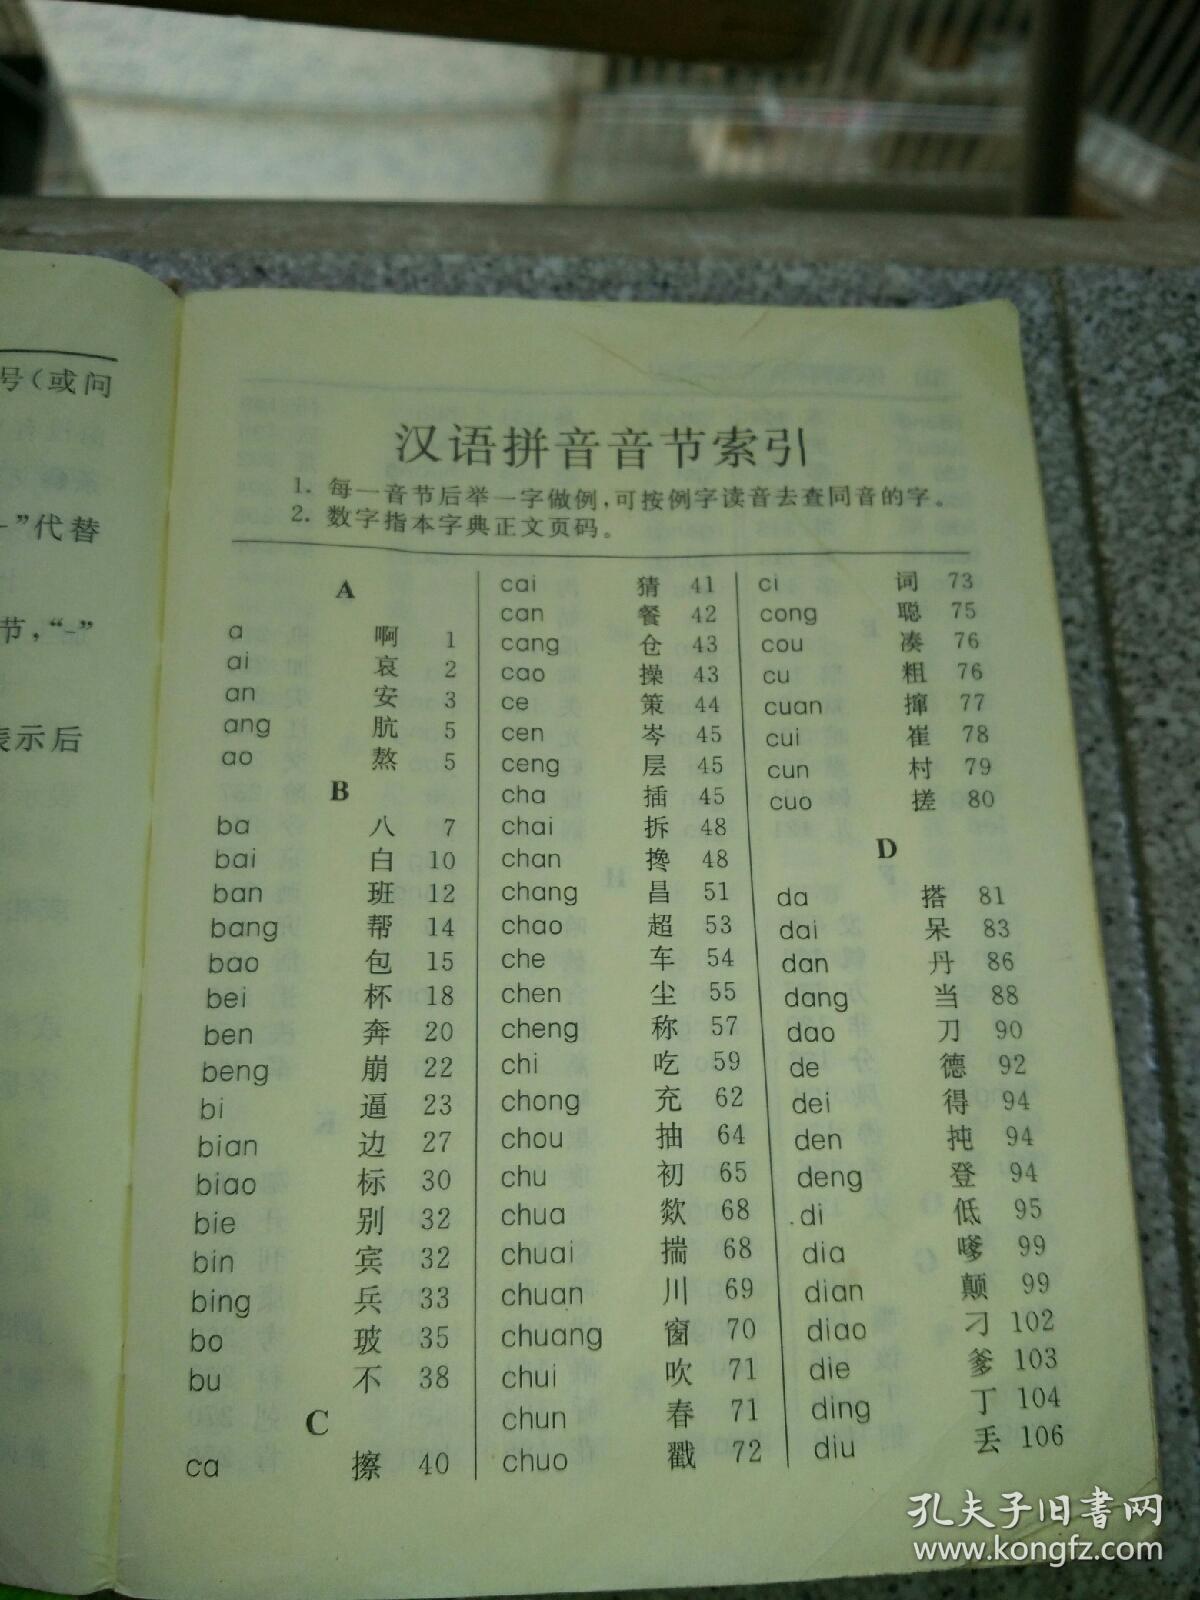 号(或问
-”代替
节，“-”
表示后
汉语拼音音节索引
1. 每一音节后举一字做例，可按例字读音去查同音的字。
2. 数字指本字典正文页码。
A
a 啊 1
ai 哀 2
an 安 3
ang 肮 5
ao 熬 5
B
ba 八 7
bai 白 10
ban 班 12
bang 帮 14
bao 包 15
bei 杯 18
ben 奔 20
beng 崩 22
bi 逼 23
bian 边 27
biao 标 30
bie 别 32
bin 宾 32
bing 兵 33
bo 玻 35
bu 不 38
C
ca 擦 40
cai 猜 41
can 餐 42
cang 仓 43
cao 操 43
ce 策 44
cen 岑 45
ceng 层 45
cha 插 45
chai 拆 48
chan 搀 48
chang 昌 51
chao 超 53
che 车 54
chen 尘 55
cheng 称 57
chi 吃 59
chong 充 62
chou 抽 64
chu 初 65
chua 欻 68
chuai 揣 68
chuan 川 69
chuang 窗 70
chui 吹 71
chun 春 71
chuo 戳 72
ci 词 73
cong 聪 75
cou 凑 76
cu 粗 76
cuan 撺 77
cui 崔 78
cun 村 79
cuo 搓 80
D
da 搭 81
dai 呆 83
dan 丹 86
dang 当 88
dao 刀 90
de 德 92
dei 得 94
den 扽 94
deng 登 94
di 低 95
dia 嗲 99
dian 颠 99
diao 刁 102
die 爹 103
ding 丁 104
diu 丢 106
孔夫子旧书网
www.kongfz.com